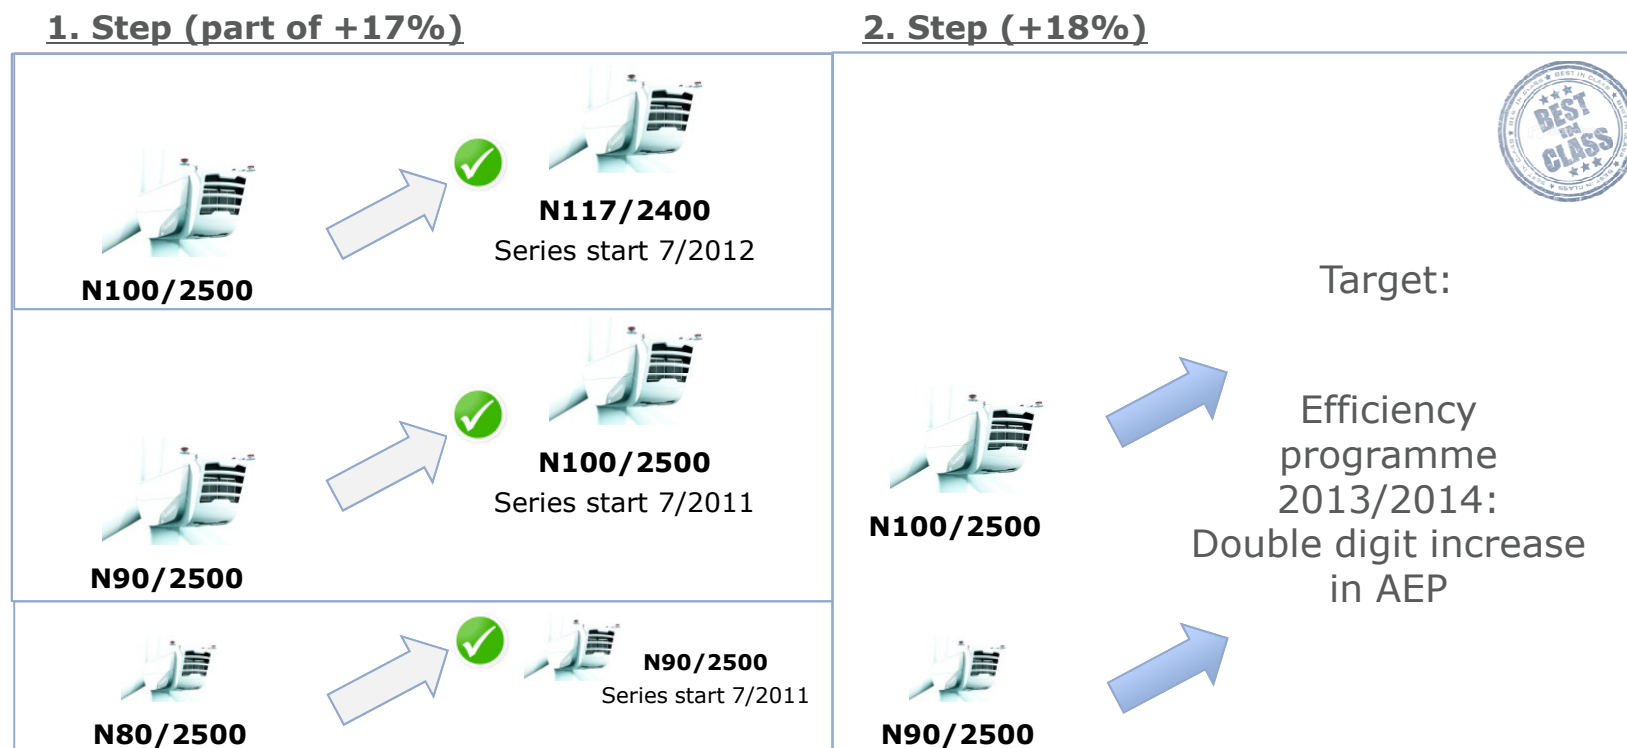 1. Step (part of +17%)
N100/2500
N117/2400
Series start 7/2012
N90/2500
N100/2500
Series start 7/2011
N80/2500
N90/2500
Series start 7/2011
2. Step (+18%)
BEST
IN
CLASS
N100/2500
N90/2500
Target:
Efficiency
programme
2013/2014:
Double digit increase
in AEP